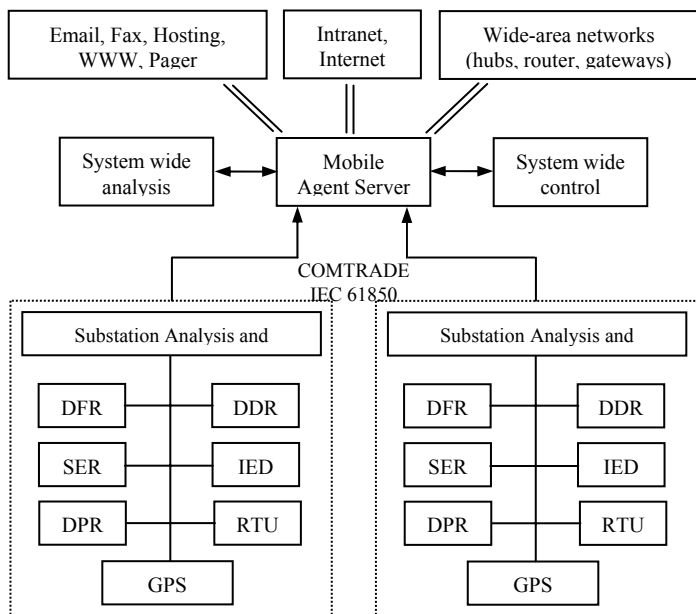 Email, Fax, Hosting,
WWW, Pager
Intranet,
Internet
Wide-area networks
(hubs, router, gateways)
System wide
analysis
Mobile
Agent Server
System wide
control
COMTRADE
IEC 61850
Substation Analysis and
DFR
DDR
SER
IED
DPR
RTU
GPS
Substation Analysis and
DFR
DDR
SER
IED
DPR
RTU
GPS